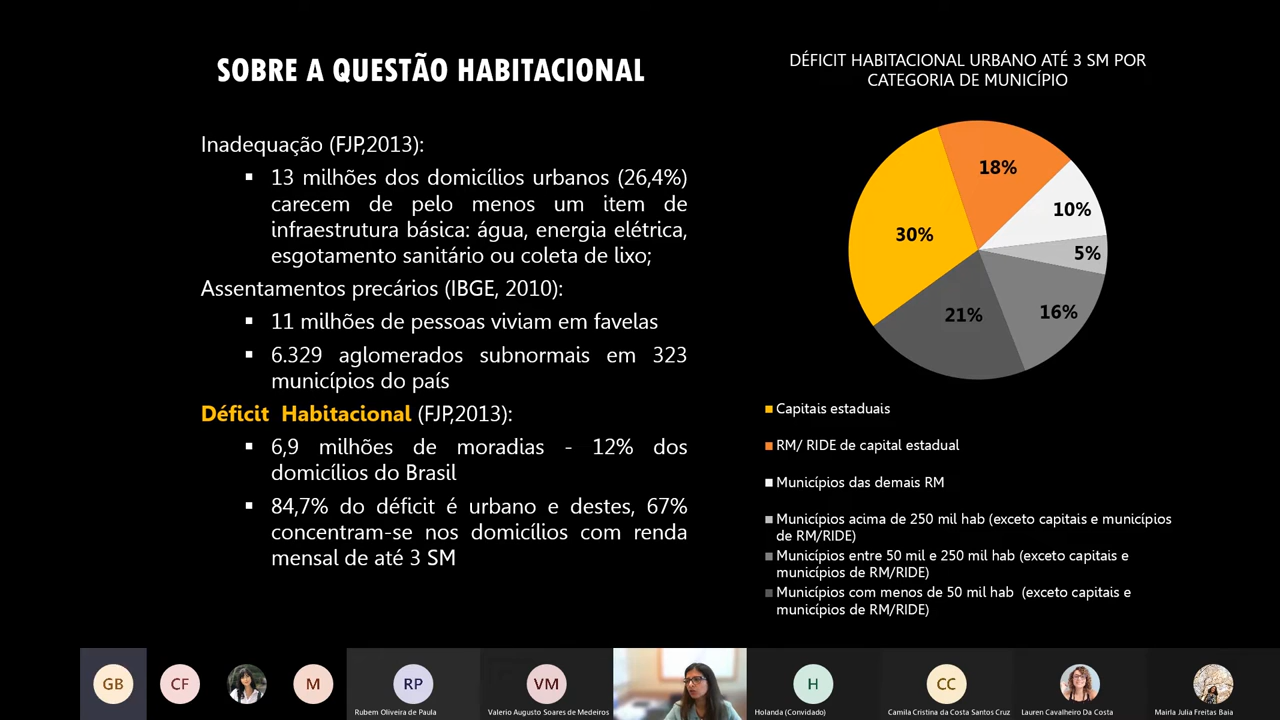 SOBRE A QUESTÃO HABITACIONAL
Inadequação (FJP,2013):
▪ 13 milhões dos domicílios urbanos (26,4%)
carecem de pelo menos um item de
infraestrutura básica: água, energia elétrica,
esgotamento sanitário ou coleta de lixo;
Assentamentos precários (IBGE, 2010):
▪ 11 milhões de pessoas viviam em favelas
▪ 6.329 aglomerados subnormais em 323
municípios do país
Déficit Habitacional (FJP,2013):
▪ 6,9 milhões de moradias - 12% dos
domicílios do Brasil
▪ 84,7% do déficit é urbano e destes, 67%
concentram-se nos domicílios com renda
mensal de até 3 SM
DÉFICIT HABITACIONAL URBANO ATÉ 3 SM POR
CATEGORIA DE MUNICÍPIO
18%
10%
30%
5%
16%
21%
Capitais estaduais
RM/ RIDE de capital estadual
Municípios das demais RM
Municípios acima de 250 mil hab (exceto capitais e municípios
de RM/RIDE)
Municípios entre 50 mil e 250 mil hab (exceto capitais e
municípios de RM/RIDE)
Municípios com menos de 50 mil hab (exceto capitais e
municípios de RM/RIDE)
GB
CF
M
RP
VM
H
CC
Rubem Oliveira de Paula
Valerio Augusto Soares de Medeiros
Holanda (Convidado)
Camila Cristina da Costa Santos Cruz
Lauren Cavalheiro Da Costa
Mairla Julia Freitas Baia